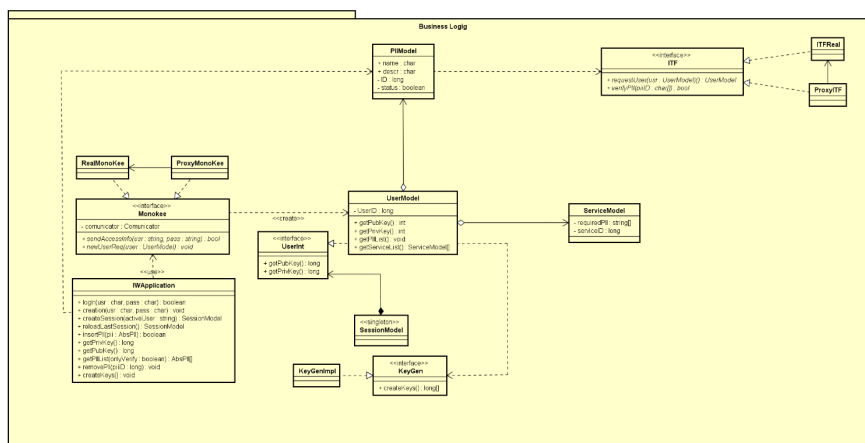 Business Logig
PIIModel
+ name : char
+ descr : char
- ID : long
- status : boolean
<<interface>>
ITF
+ requestUser(usr : UserModel)() : UserModel
+ verifyPII(piiID : char[]) : bool
ITFReal
ProxyITF
RealMonoKee
ProxyMonoKee
<<interface>>
Monokee
- comunicator : Comunicator
+ sendAccessInfo(usr : string, pass : string) : bool
+ newUserReq(user : UserModel) : void
<<create>>
<<use>>
UserModel
- UserID : long
+ getPubKey() : int
+ getPrivKey() : int
+ getPIIList() : void
+ getServiceList() : ServiceModel[]
ServiceModel
- requiredPII : string[]
- serviceID : long
<<interface>>
UserInt
+ getPubKey() : long
+ getPrivKey() : long
IWApplication
+ login(usr : char, pass : char) : boolean
+ creation(usr : char, pass : char) : void
+ createSession(activeUser : string) : SessionModel
+ reloadLastSession() : SessionModel
+ insertPII(pii : AbsPII) : boolean
+ getPrivKey() : long
+ getPubKey() : long
+ getPIIList(onlyVerify : boolean) : AbsPII[]
+ removePII(piiID : long) : void
+ createKeys() : void
<<singleton>>
SessionModel
KeyGenImpl
<<interface>>
KeyGen
+ createKeys() : long[]